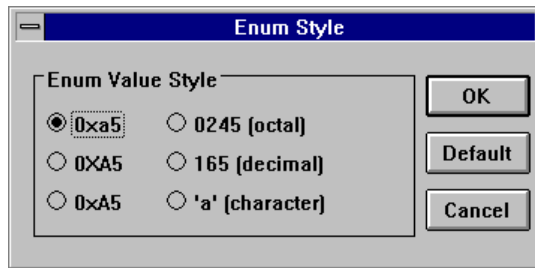 Enum Style
Enum Value Style
0xa5 0245 (octal)
0XA5 165 (decimal)
0xA5 'a' (character)
OK
Default
Cancel